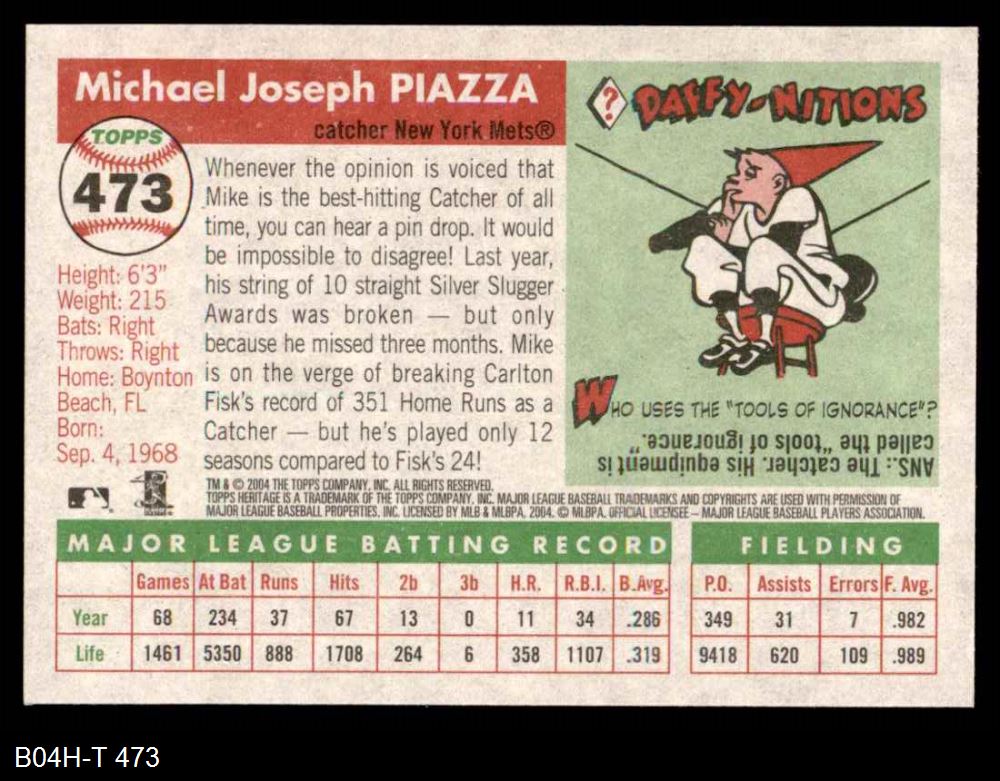 Michael Joseph PIAZZA
catcher New York Mets®
TOPPS
473
Height: 6'3"
Weight: 215
Bats: Right
Throws: Right
Home: Boynton
Beach, FL
Born:
Sep. 4, 1968
Whenever the opinion is voiced that
Mike is the best-hitting Catcher of all
time, you can hear a pin drop. It would
be impossible to disagree! Last year,
his string of 10 straight Silver Slugger
Awards was broken — but only
because he missed three months. Mike
is on the verge of breaking Carlton
Fisk's record of 351 Home Runs as a
Catcher — but he's played only 12
seasons compared to Fisk's 24!
?
DAFFY-NITIONS
WHO USES THE "TOOLS OF IGNORANCE"?
ANS.: The catcher. His equipment is
called the "tools of ignorance."
TM & © 2004 THE TOPPS COMPANY, INC. ALL RIGHTS RESERVED.
TOPPS HERITAGE IS A TRADEMARK OF THE TOPPS COMPANY, INC. MAJOR LEAGUE BASEBALL TRADEMARKS AND COPYRIGHTS ARE USED WITH PERMISSION OF
MAJOR LEAGUE BASEBALL PROPERTIES, INC. LICENSED BY MLB & MLBPA, 2004. © MLBPA. OFFICIAL LICENSEE – MAJOR LEAGUE BASEBALL PLAYERS ASSOCIATION.
MAJOR LEAGUE BATTING RECORD FIELDING
Games At Bat Runs Hits 2b 3b H.R. R.B.I. B.Avg. P.O. Assists Errors F. Avg.
Year 68 234 37 67 13 0 11 34 .286 349 31 7 .982
Life 1461 5350 888 1708 264 6 358 1107 .319 9418 620 109 .989
B04H-T 473